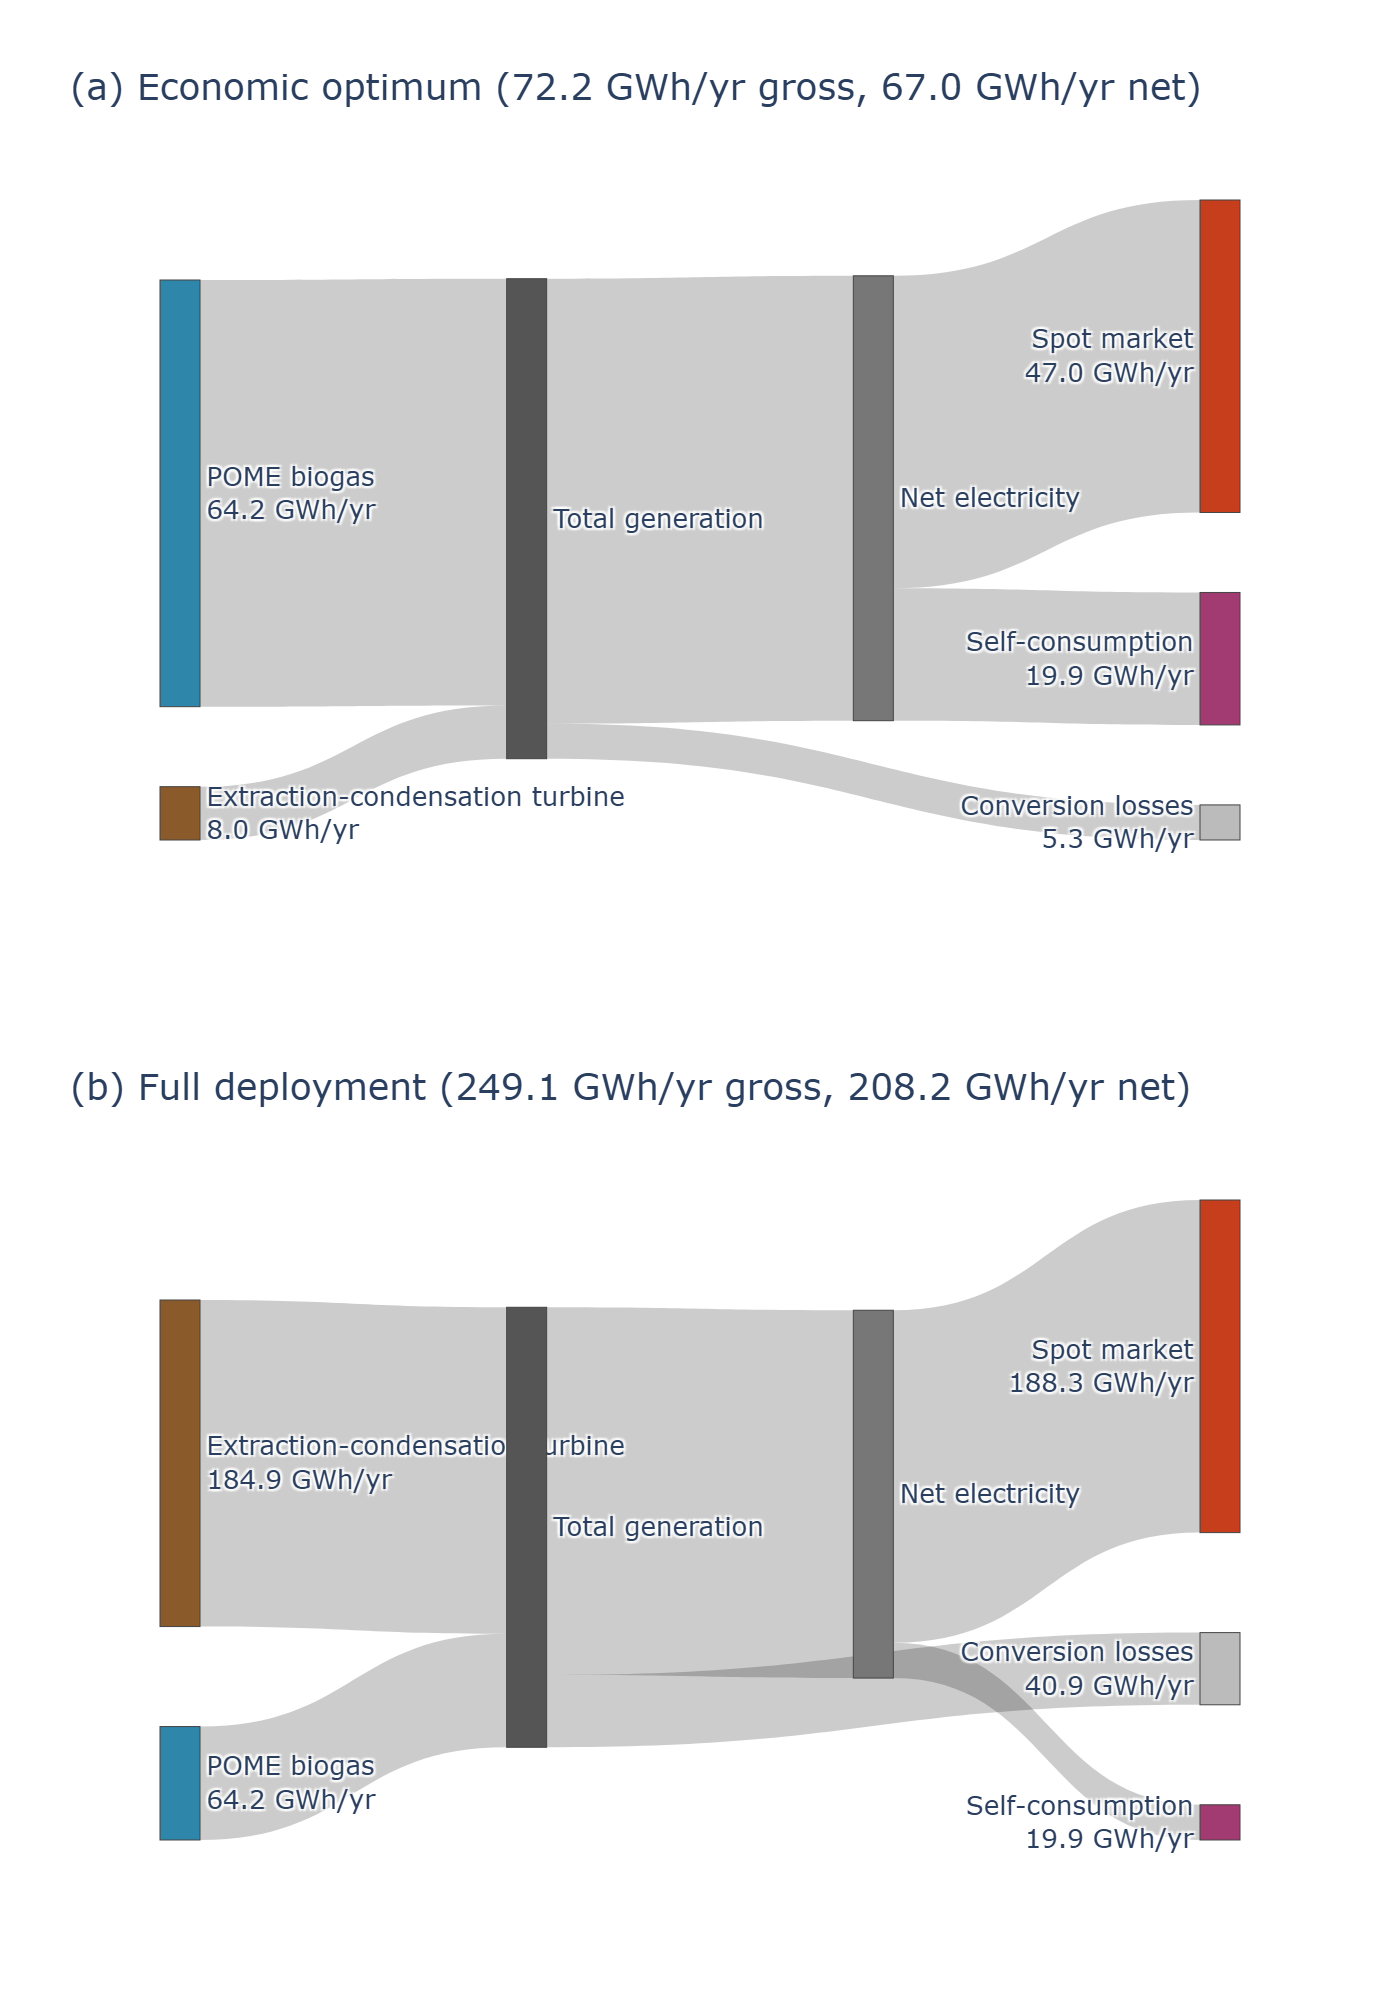 (a) Economic optimum (72.2 GWh/yr gross, 67.0 GWh/yr net)
Spot market
47.0 GWh/yr
POME biogas
64.2 GWh/yr
Net electricity
Total generation
Self-consumption
19.9 GWh/yr
Extraction-condensation turbine
8.0 GWh/yr
Conversion losses
5.3 GWh/yr
(b) Full deployment (249.1 GWh/yr gross, 208.2 GWh/yr net)
Spot market
188.3 GWh/yr
Extraction-condensation turbine
184.9 GWh/yr
Net electricity
Total generation
Conversion losses
40.9 GWh/yr
POME biogas
64.2 GWh/yr
Self-consumption
19.9 GWh/yr